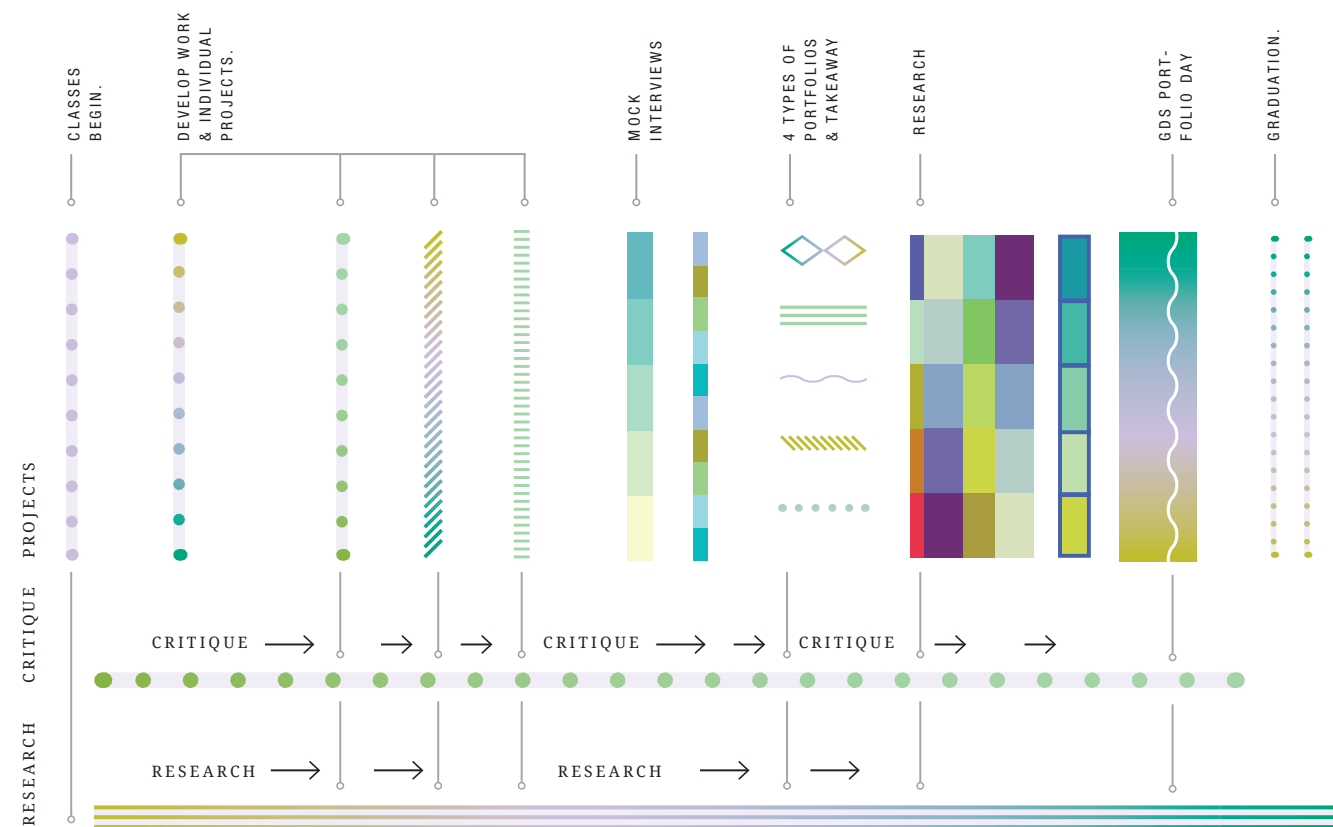 CLASSES
BEGIN.
DEVELOP WORK
& INDIVIDUAL
PROJECTS.
MOCK
INTERVIEWS
4 TYPES OF
PORTFOLIOS
& TAKEAWAY
RESEARCH
GDS PORT-
FOLIO DAY
GRADUATION.
PROJECTS
CRITIQUE
CRITIQUE
CRITIQUE
CRITIQUE
RESEARCH
RESEARCH
RESEARCH